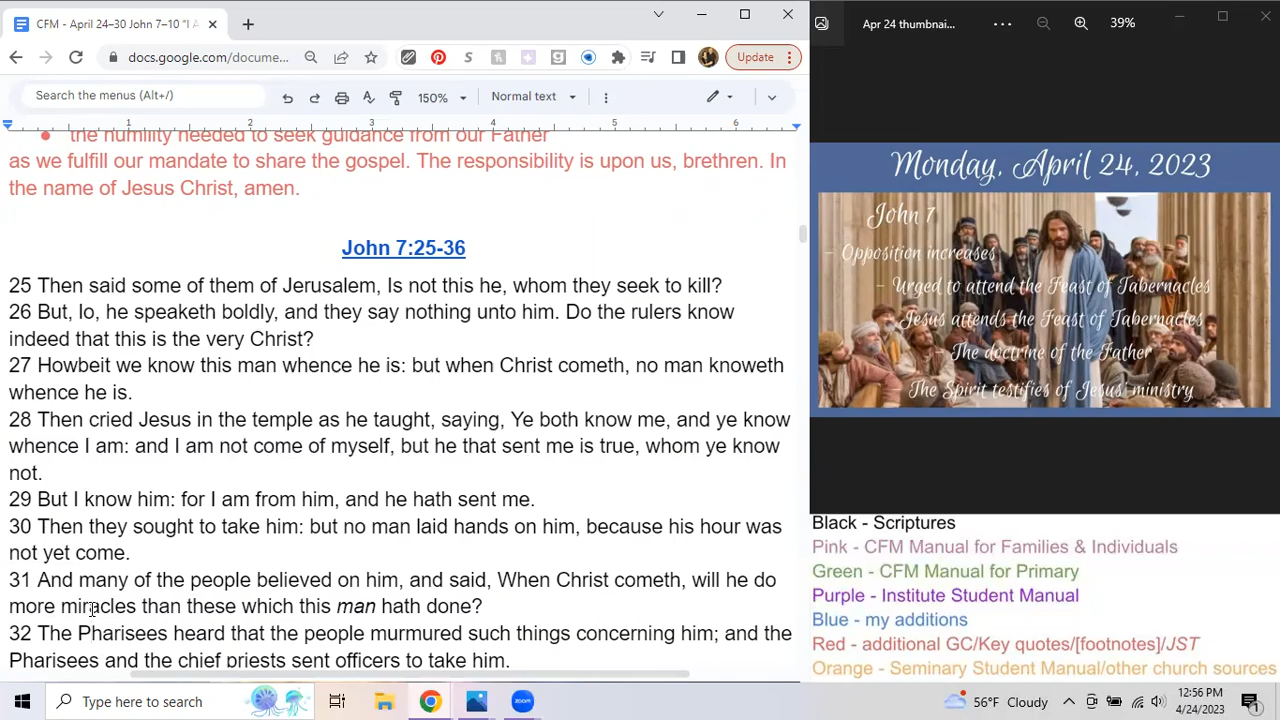 CFM - April 24–30 John 7–10 "I A
docs.google.com/docume...
Update
Search the menus (Alt+/)
150%
Normal text
1 2 3 4 5 6
the humility needed to seek guidance from our Father
as we fulfill our mandate to share the gospel. The responsibility is upon us, brethren. In
the name of Jesus Christ, amen.
John 7:25-36
25 Then said some of them of Jerusalem, Is not this he, whom they seek to kill?
26 But, lo, he speaketh boldly, and they say nothing unto him. Do the rulers know
indeed that this is the very Christ?
27 Howbeit we know this man whence he is: but when Christ cometh, no man knoweth
whence he is.
28 Then cried Jesus in the temple as he taught, saying, Ye both know me, and ye know
whence I am: and I am not come of myself, but he that sent me is true, whom ye know
not.
29 But I know him: for I am from him, and he hath sent me.
30 Then they sought to take him: but no man laid hands on him, because his hour was
not yet come.
31 And many of the people believed on him, and said, When Christ cometh, will he do
more miracles than these which this man hath done?
32 The Pharisees heard that the people murmured such things concerning him; and the
Pharisees and the chief priests sent officers to take him.
Apr 24 thumbnai...
39%
Monday, April 24, 2023
John 7
- Opposition increases
- Urged to attend the Feast of Tabernacles
- Jesus attends the Feast of Tabernacles
- The doctrine of the Father
- The Spirit testifies of Jesus' ministry
Black - Scriptures
Pink - CFM Manual for Families & Individuals
Green - CFM Manual for Primary
Purple - Institute Student Manual
Blue - my additions
Red - additional GC/Key quotes/[footnotes]/JST
Orange - Seminary Student Manual/other church sources
Type here to search
zoom
56°F Cloudy
12:56 PM
4/24/2023